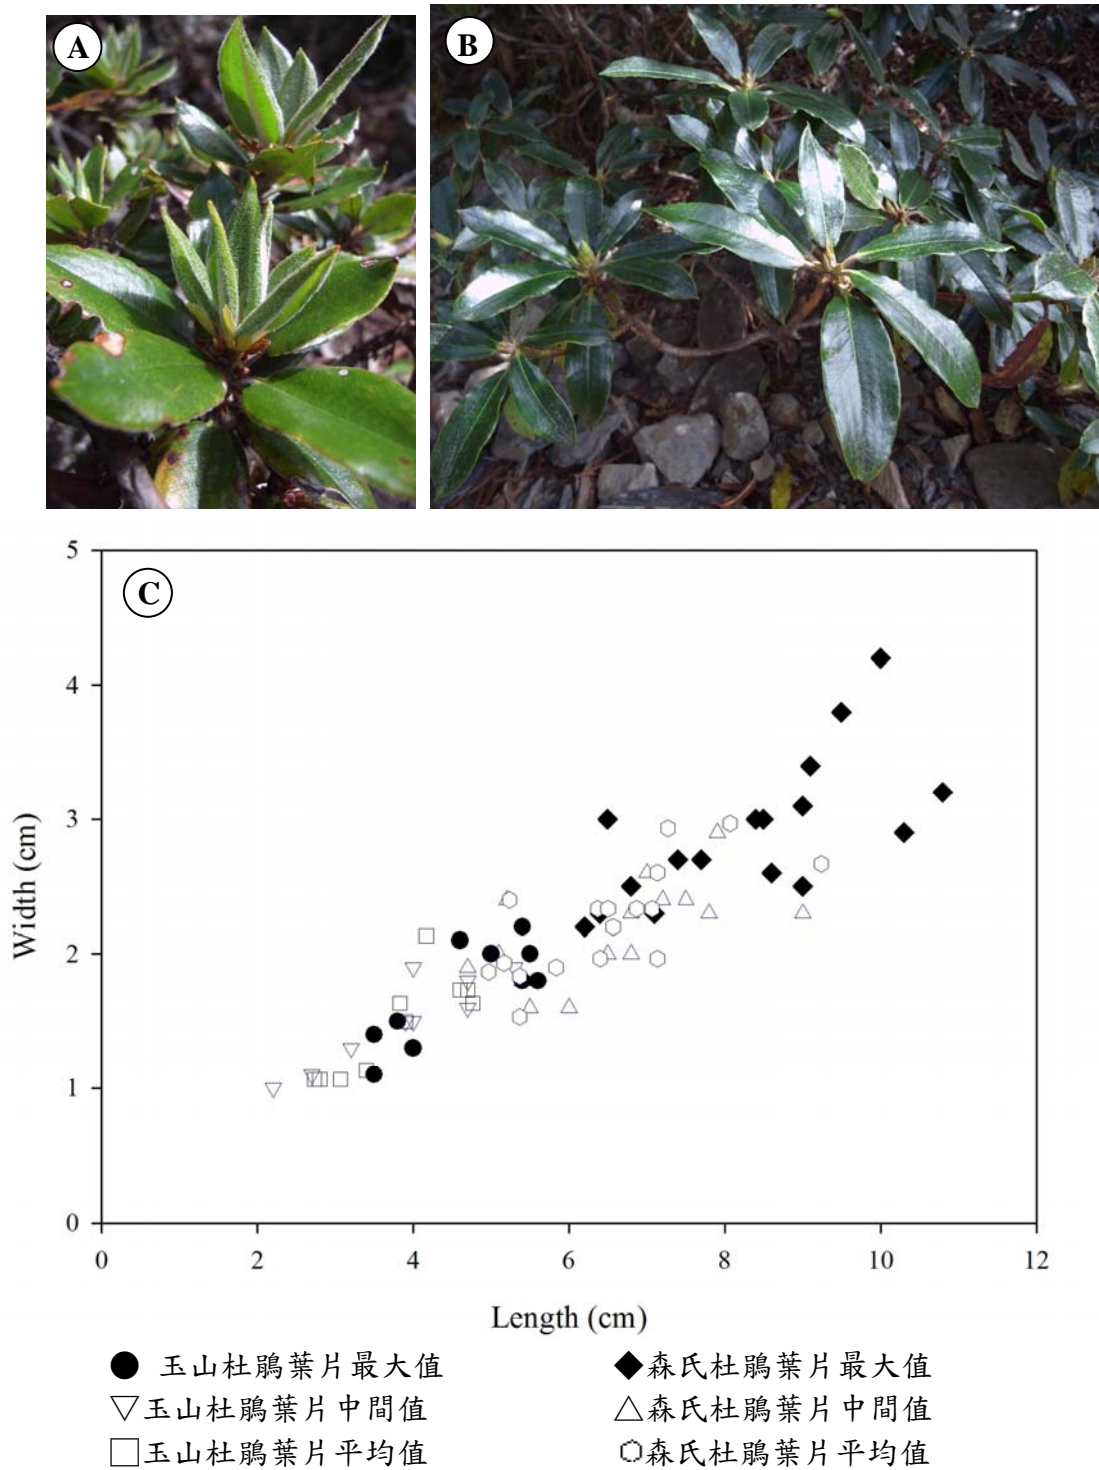 A
B
C
5
4
3
2
1
0
Width (cm)
0 2 4 6 8 10 12
Length (cm)
玉山杜鵑葉片最大值
森氏杜鵑葉片最大值
玉山杜鵑葉片中間值
森氏杜鵑葉片中間值
玉山杜鵑葉片平均值
森氏杜鵑葉片平均值